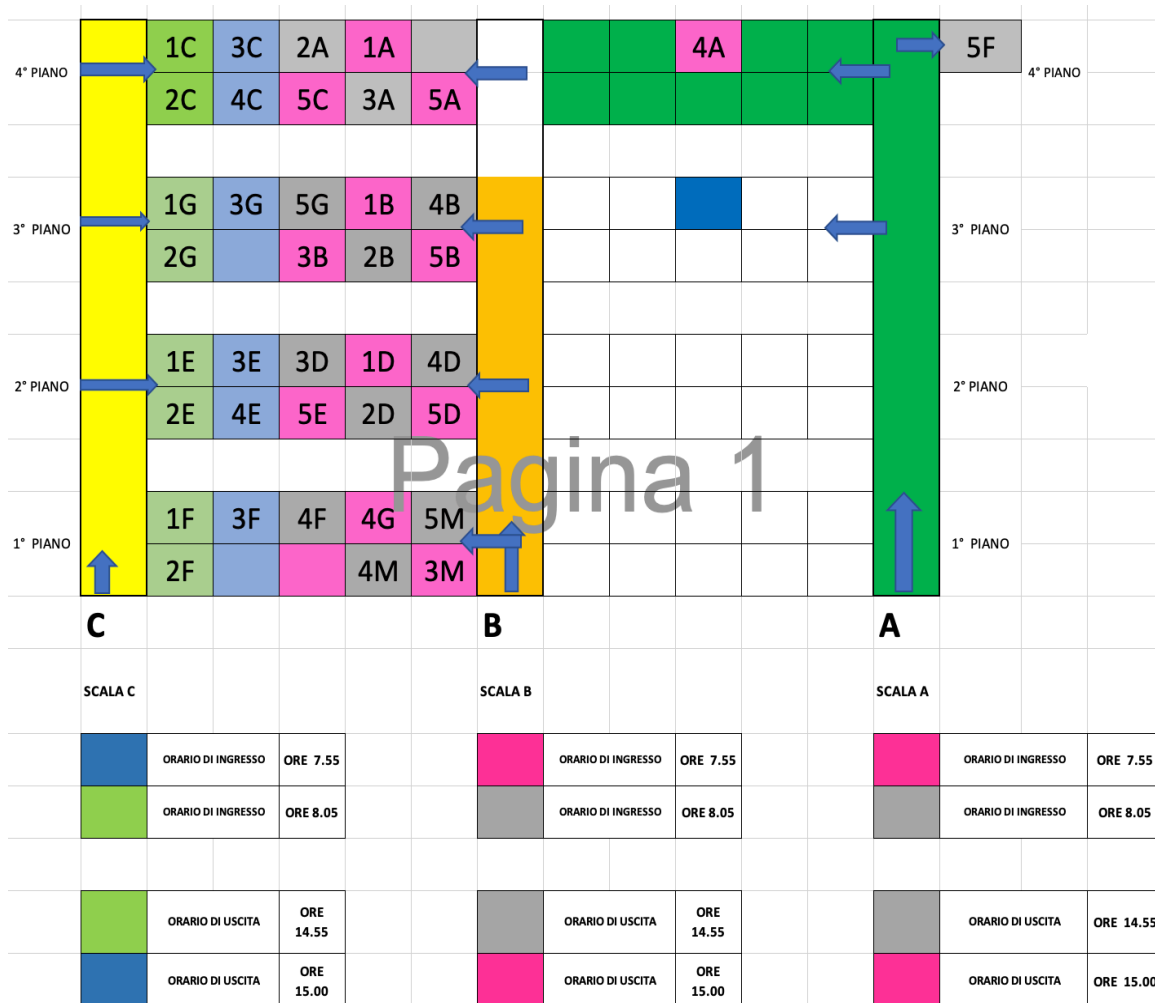 1C 3C 2A 1A 4A 5F
4° PIANO 4° PIANO
2C 4C 5C 3A 5A
1G 3G 5G 1B 4B
3° PIANO 3° PIANO
2G 3B 2B 5B
1E 3E 3D 1D 4D
2° PIANO 2° PIANO
2E 4E 5E 2D 5D
Pagina 1
1F 3F 4F 4G 5M
1° PIANO 1° PIANO
2F 4M 3M
C B A
SCALA C SCALA B SCALA A
ORARIO DI INGRESSO ORE 7.55 ORARIO DI INGRESSO ORE 7.55 ORARIO DI INGRESSO ORE 7.55
ORARIO DI INGRESSO ORE 8.05 ORARIO DI INGRESSO ORE 8.05 ORARIO DI INGRESSO ORE 8.05
ORARIO DI USCITA ORE 14.55 ORARIO DI USCITA ORE 14.55 ORARIO DI USCITA ORE 14.55
ORARIO DI USCITA ORE 15.00 ORARIO DI USCITA ORE 15.00 ORARIO DI USCITA ORE 15.00